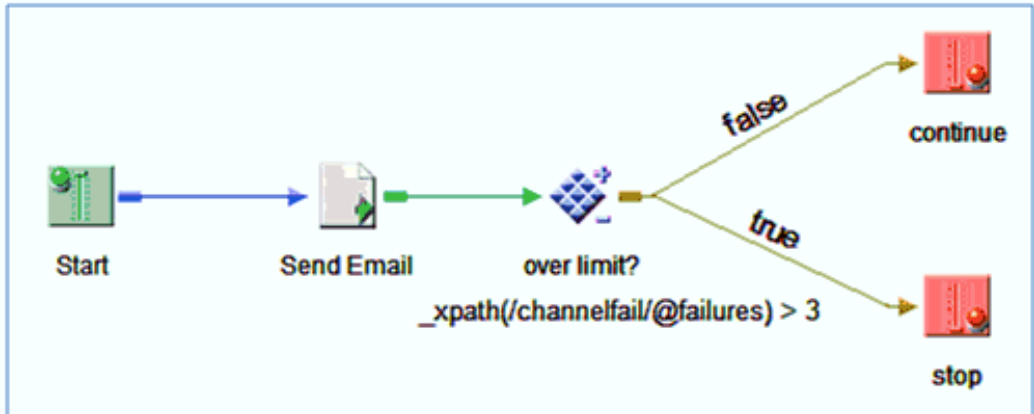 false
continue
Start
Send Email
over limit?
true
_xpath(/channelfail/@failures) > 3
stop